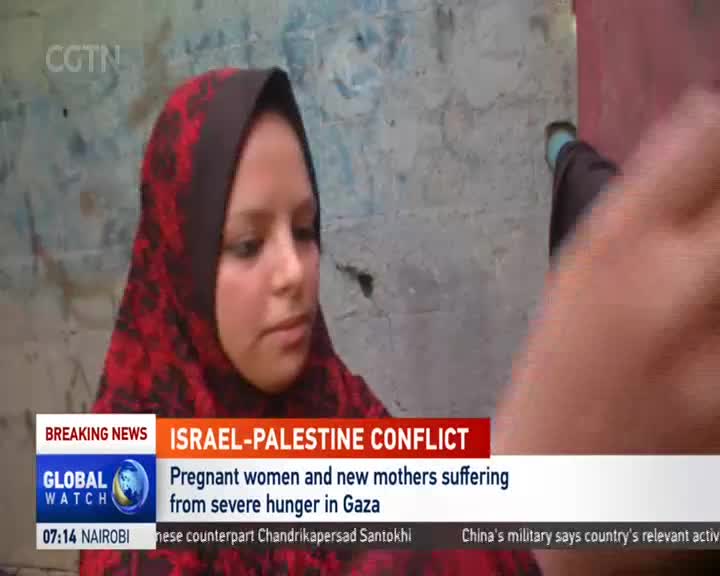 CGTN
BREAKING NEWS
ISRAEL-PALESTINE CONFLICT
GLOBAL
WATCH
Pregnant women and new mothers suffering
from severe hunger in Gaza
07:14 NAIROBI
nese counterpart Chandrikapersad Santokhi China's military says country's relevant activ